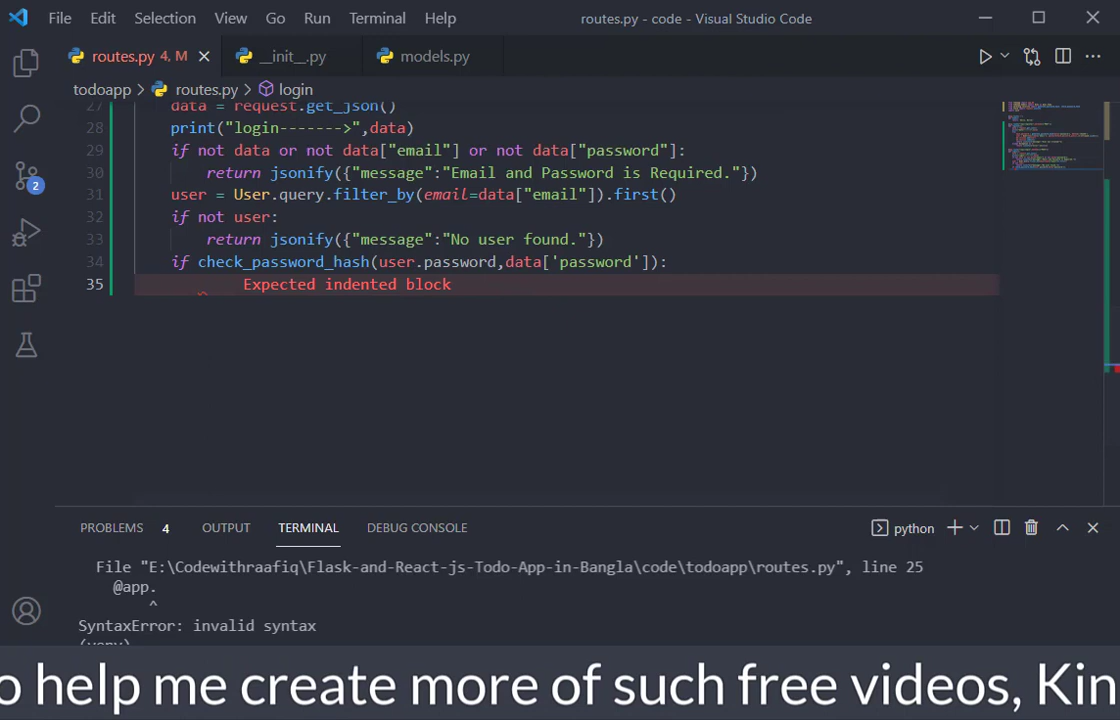 File Edit Selection View Go Run Terminal Help routes.py - code - Visual Studio Code
routes.py 4, M __init__.py models.py
todoapp > routes.py > login
27 data = request.get_json()
28 print("login------->",data)
29 if not data or not data["email"] or not data["password"]:
30 return jsonify({"message":"Email and Password is Required."})
31 user = User.query.filter_by(email=data["email"]).first()
32 if not user:
33 return jsonify({"message":"No user found."})
34 if check_password_hash(user.password,data['password']):
35 Expected indented block
2
PROBLEMS 4 OUTPUT TERMINAL DEBUG CONSOLE python
File "E:\Codewithraafiq\Flask-and-React-js-Todo-App-in-Bangla\code\todoapp\routes.py", line 25
@app.
^
SyntaxError: invalid syntax
o help me create more of such free videos, Kin